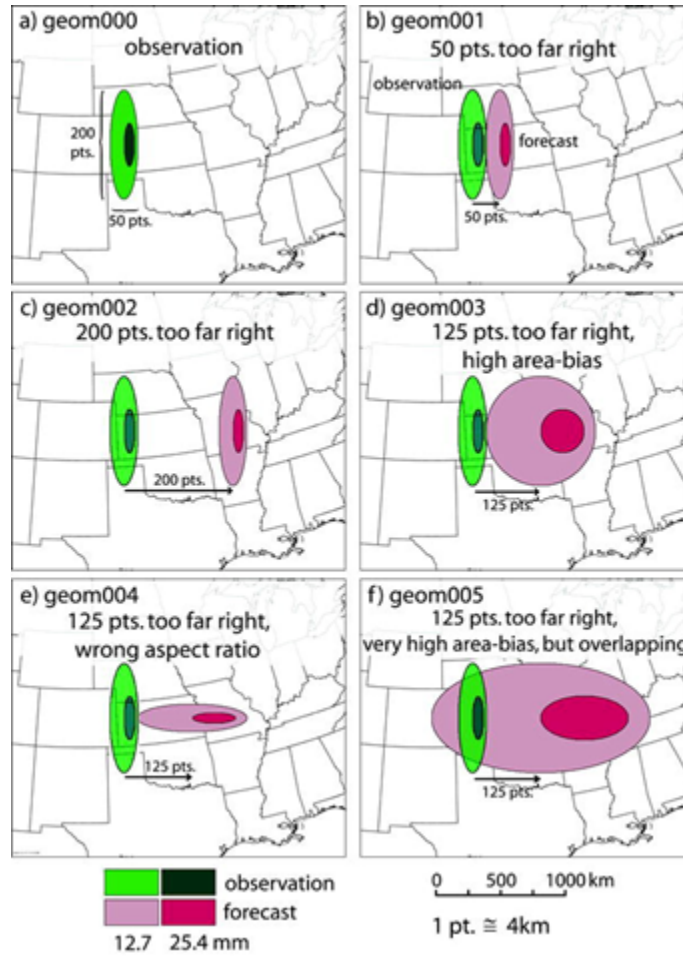 a) geom000
observation
200
pts.
50 pts.
b) geom001
50 pts. too far right
observation
forecast
50 pts.
c) geom002
200 pts. too far right
200 pts.
d) geom003
125 pts. too far right,
high area-bias
125 pts.
e) geom004
125 pts. too far right,
wrong aspect ratio
125 pts.
f) geom005
125 pts. too far right,
very high area-bias, but overlapping
125 pts.
observation
forecast
12.7 25.4 mm
0 500 1000 km
1 pt. ≅ 4km